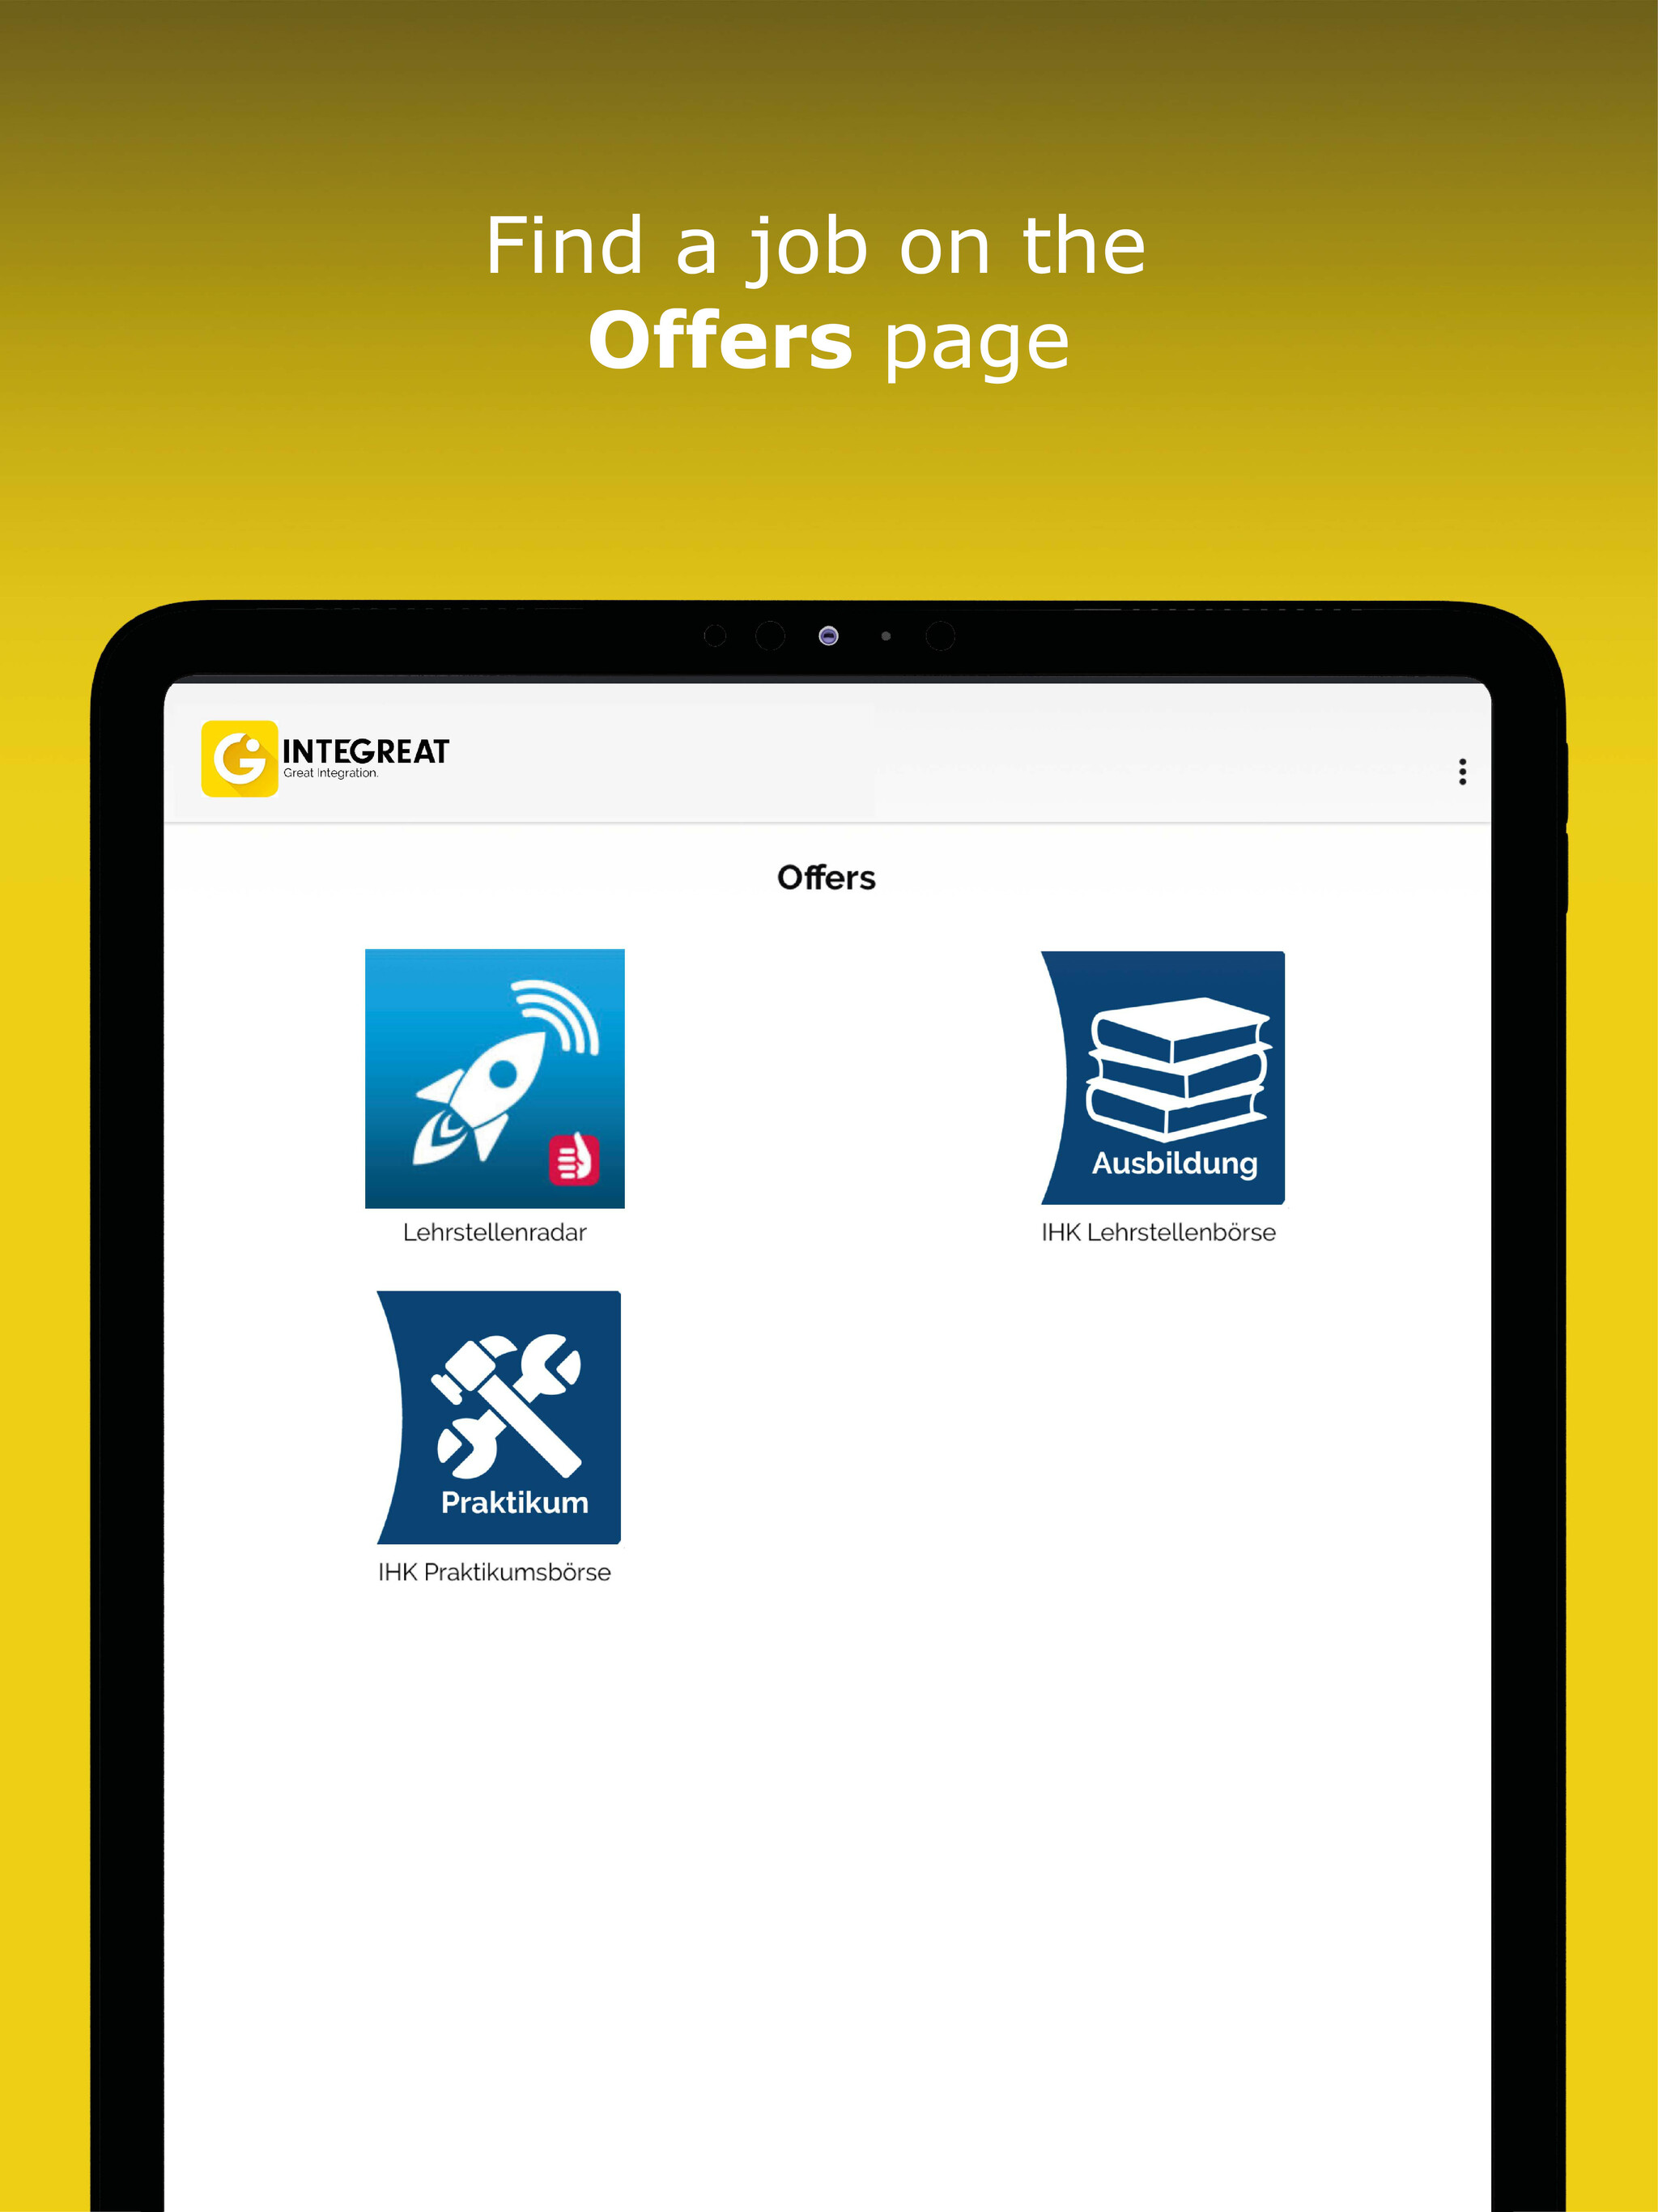 Find a job on the
Offers page
INTEGREAT
Great Integration.
Offers
Ausbildung
Lehrstellenradar
IHK Lehrstellenbörse
Praktikum
IHK Praktikumsbörse